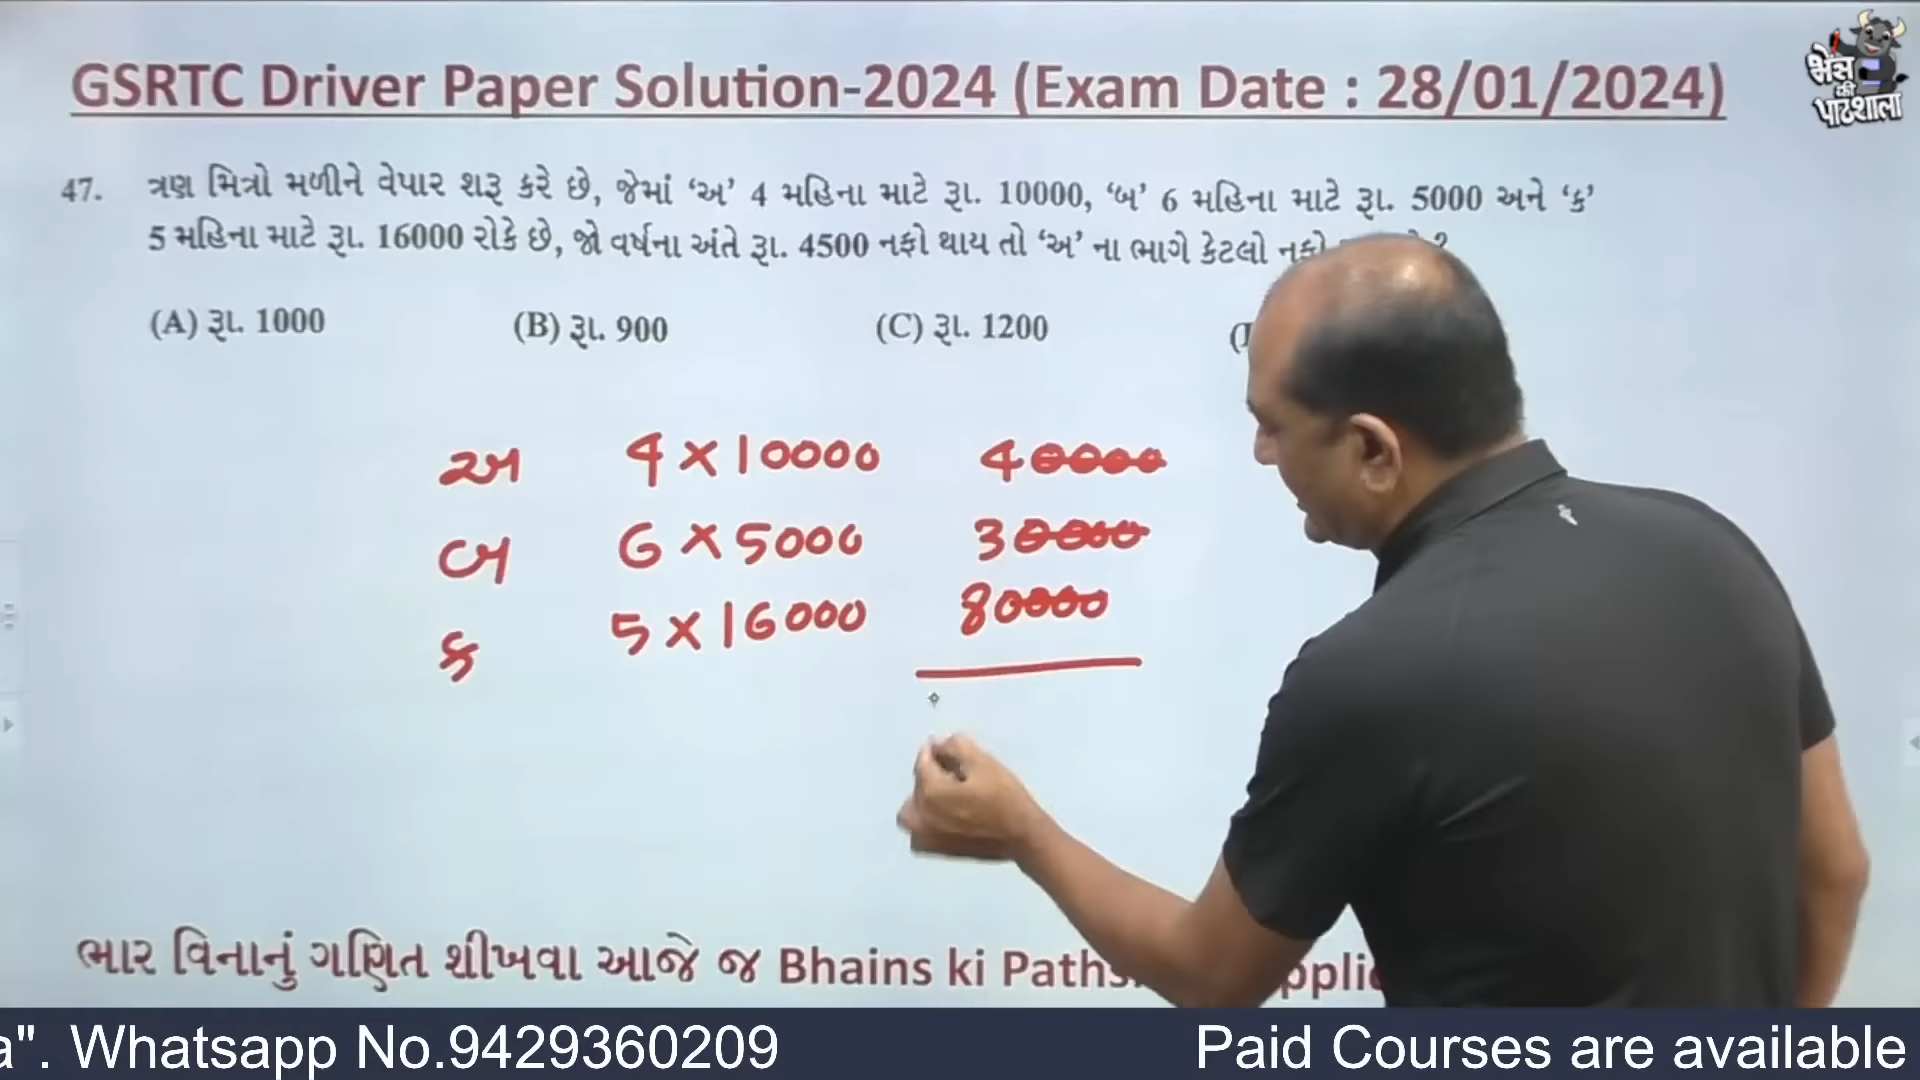 GSRTC Driver Paper Solution-2024 (Exam Date : 28/01/2024)
भैंस
की
पाठशाला
47. ત્રણ મિત્રો મળીને વેપાર શરૂ કરે છે, જેમાં ‘અ’ 4 મહિના માટે રૂા. 10000, ‘બ’ 6 મહિના માટે રૂા. 5000 અને ‘ક’
5 મહિના માટે રૂા. 16000 રોકે છે, જો વર્ષના અંતે રૂા. 4500 નફો થાય તો ‘અ’ ના ભાગે કેટલો
(A) રૂા. 1000 (B) રૂા. 900 (C) રૂા. 1200
અ 4 × 10000 40000
બ 6 × 5000 30000
ક 5 × 16000 80000
ભાર વિનાનું ગણિત શીખવા આજે જ Bhains ki
a". Whatsapp No.9429360209 Paid Courses are available